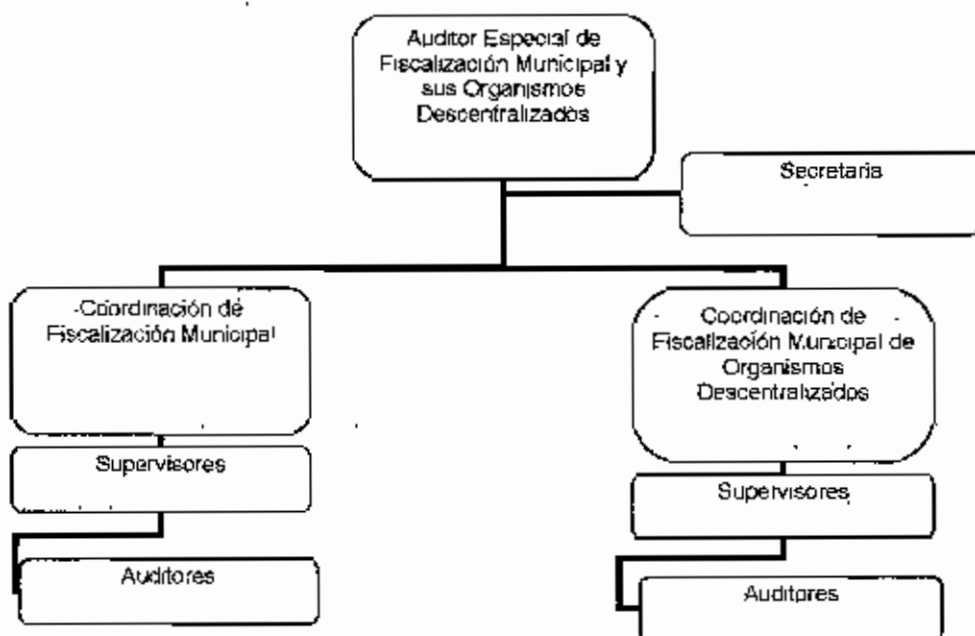 Auditor Especial de
Fiscalización Municipal y
sus Organismos
Descentralizados
Secretaria
Coordinación de
Fiscalización Municipal
Coordinación de
Fiscalización Municipal de
Organismos
Descentralizados
Supervisores
Supervisores
Auditores
Auditores